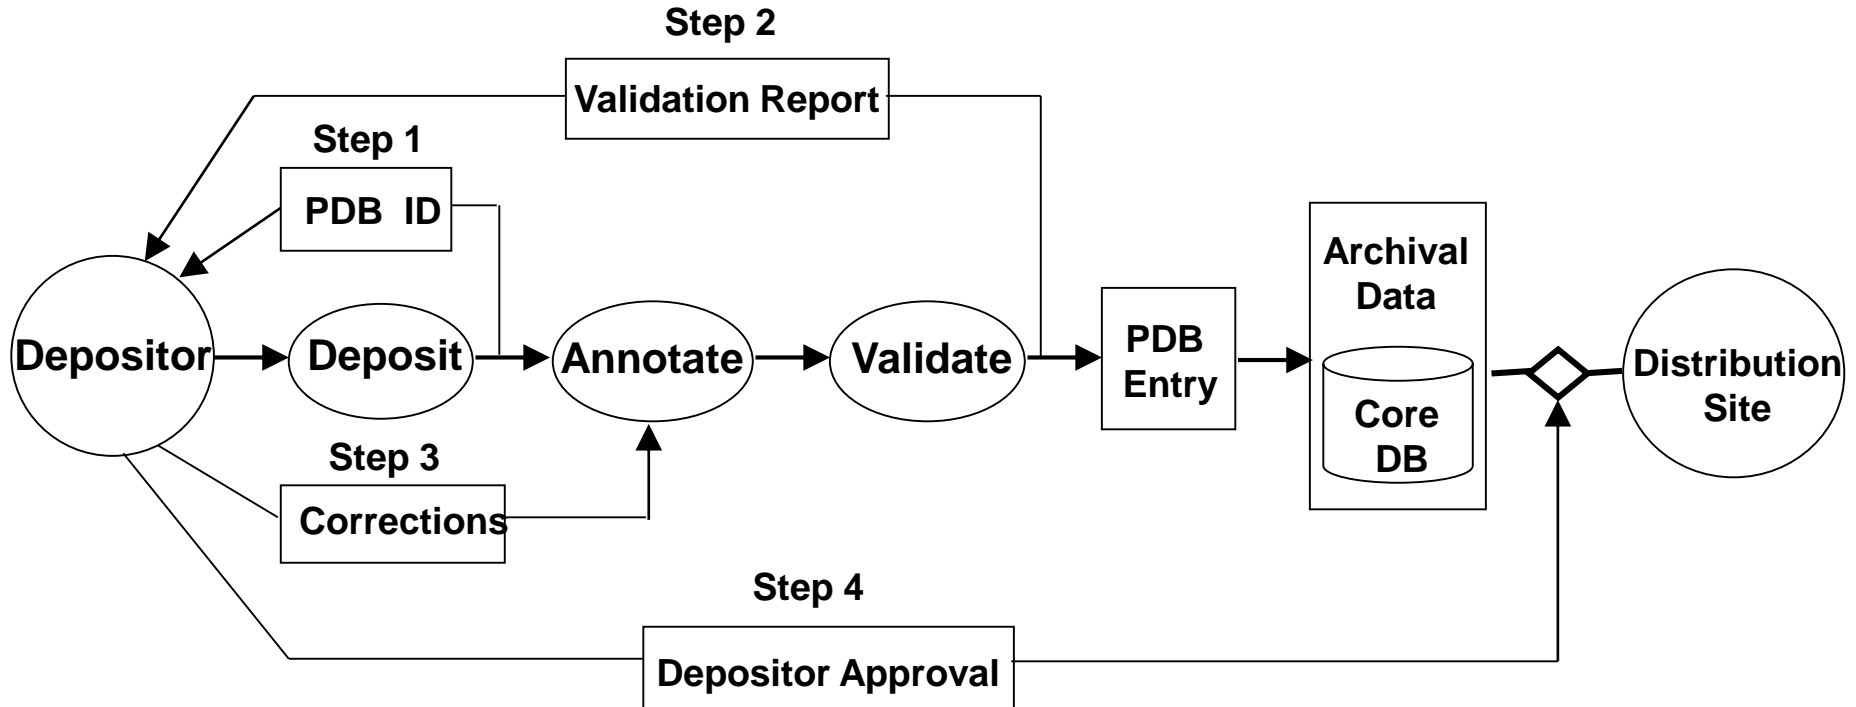 Step 2
Validation Report
Step 1
PDB ID
Archival
Data
Depositor
Deposit
Annotate
Validate
PDB
Entry
Core
DB
Distribution
Site
Step 3
Corrections
Step 4
Depositor Approval